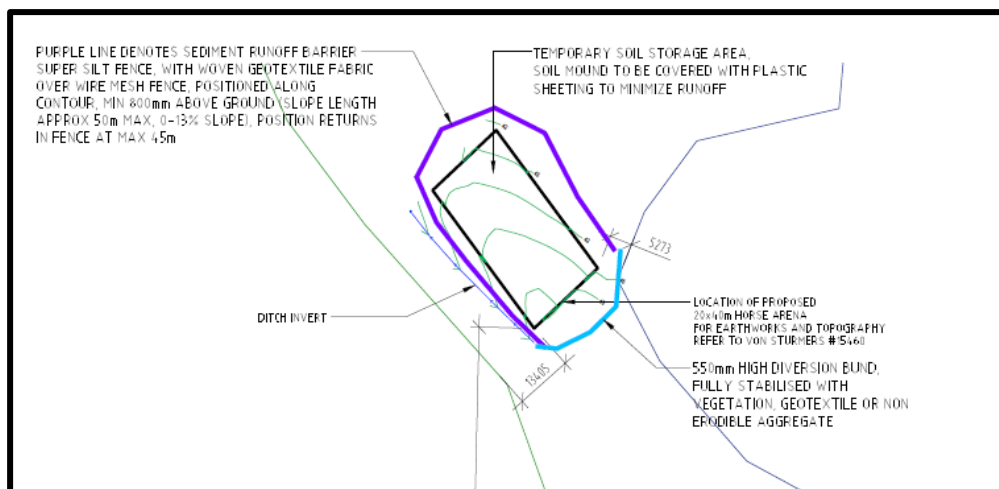 PURPLE LINE DENOTES SEDIMENT RUNOFF BARRIER
SUPER SILT FENCE, WITH WOVEN GEOTEXTILE FABRIC
OVER WIRE MESH FENCE, POSITIONED ALONG
CONTOUR, MIN 800mm ABOVE GROUND (SLOPE LENGTH
APPROX 50m MAX, 0-13% SLOPE), POSITION RETURNS
IN FENCE AT MAX 45m
TEMPORARY SOIL STORAGE AREA,
SOIL MOUND TO BE COVERED WITH PLASTIC
SHEETING TO MINIMIZE RUNOFF
5273
DITCH INVERT
LOCATION OF PROPOSED
20x40m HORSE ARENA
FOR EARTHWORKS AND TOPOGRAPHY
REFER TO VON STURMERS #15460
13405
550mm HIGH DIVERSION BUND,
FULLY STABILISED WITH
VEGETATION, GEOTEXTILE OR NON
ERODIBLE AGGREGATE